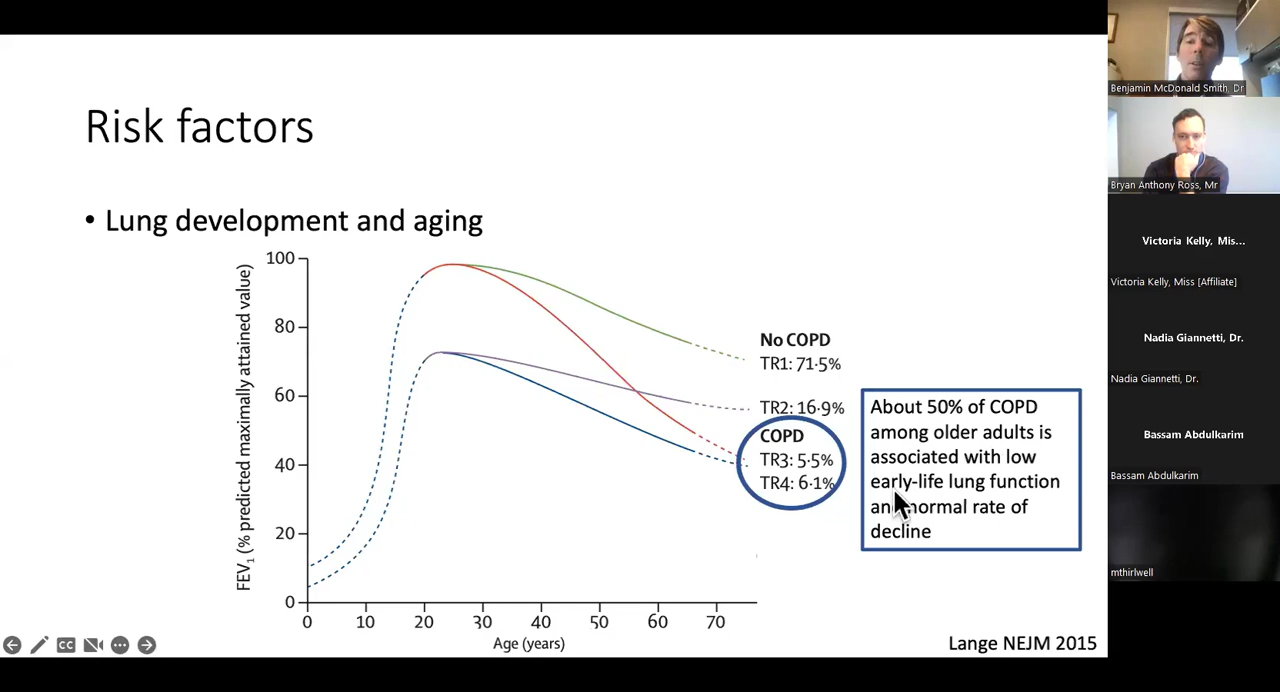 Risk factors
• Lung development and aging
FEV1 (% predicted maximally attained value)
100
80
60
40
20
0
0 10 20 30 40 50 60 70
Age (years)
No COPD
TR1: 71·5%
TR2: 16·9%
COPD
TR3: 5·5%
TR4: 6·1%
About 50% of COPD
among older adults is
associated with low
early-life lung function
and normal rate of
decline
Lange NEJM 2015
CC
Benjamin McDonald Smith, Dr
Bryan Anthony Ross, Mr
Victoria Kelly, Mis...
Victoria Kelly, Miss [Affiliate]
Nadia Giannetti, Dr.
Nadia Giannetti, Dr.
Bassam Abdulkarim
Bassam Abdulkarim
mthirlwell